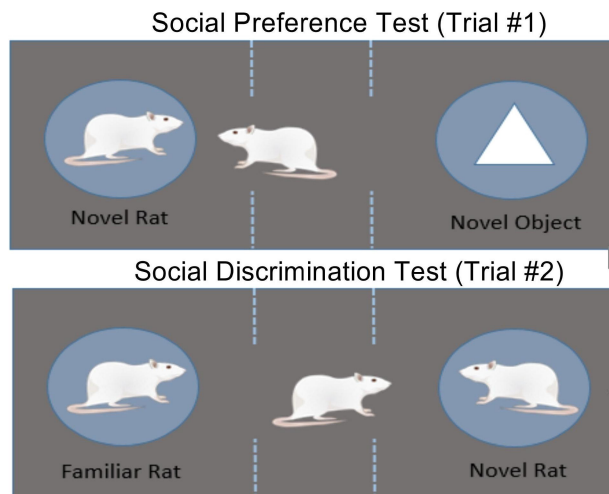 Social Preference Test (Trial #1)
Novel Rat
Novel Object
Social Discrimination Test (Trial #2)
Familiar Rat
Novel Rat